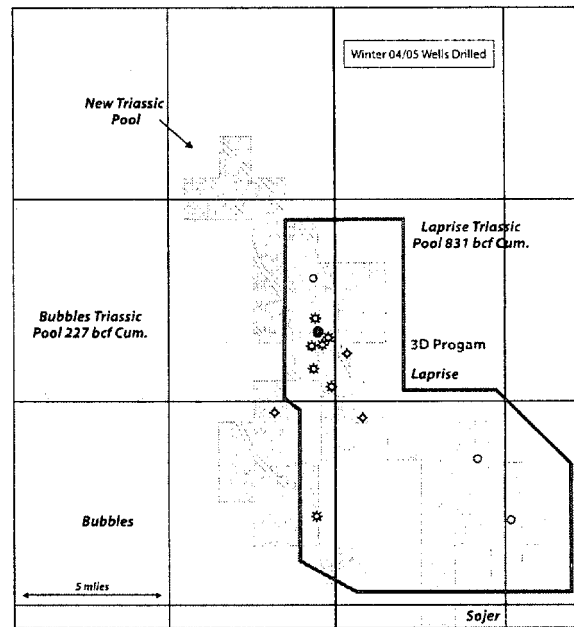 Winter 04/05 Wells Drilled
New Triassic
Pool
Laprise Triassic
Pool 831 bcf Cum.
Bubbles Triassic
Pool 227 bcf Cum.
3D Progam
Laprise
Bubbles
5 miles
Sojer